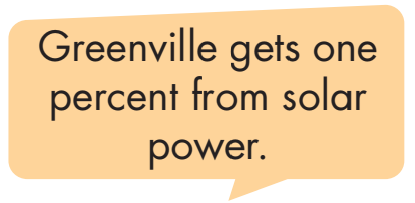 Greenville gets one
percent from solar
power.